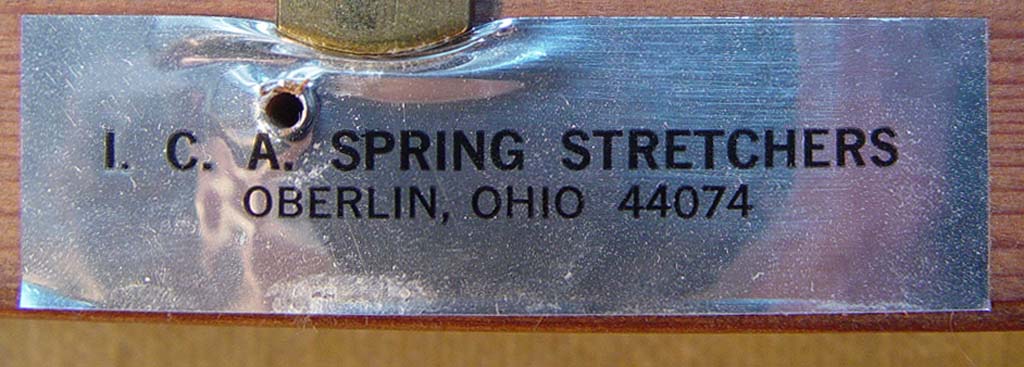 I. C. A. SPRING STRETCHERS
OBERLIN, OHIO 44074